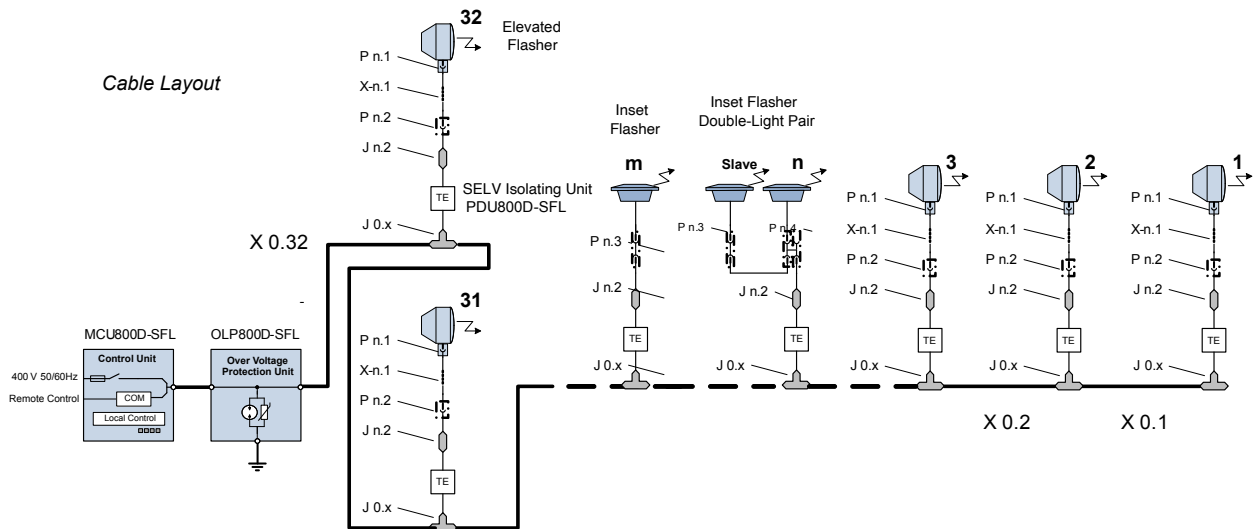 Cable Layout
32
Elevated
Flasher
P n.1
X-n.1
P n.2
J n.2
TE
SELV Isolating Unit
PDU800D-SFL
J 0.x
X 0.32
-
31
P n.1
X-n.1
P n.2
J n.2
TE
J 0.x
MCU800D-SFL
Control Unit
400 V 50/60Hz
Remote Control
COM
Local Control
OLP800D-SFL
Over Voltage
Protection Unit
Inset
Flasher
m
P n.3
J n.2
TE
J 0.x
Inset Flasher
Double-Light Pair
Slave
n
P n.3
P n.4
J n.2
TE
J 0.x
3
P n.1
X-n.1
P n.2
J n.2
TE
J 0.x
2
P n.1
X-n.1
P n.2
J n.2
TE
J 0.x
1
P n.1
X-n.1
P n.2
J n.2
TE
J 0.x
X 0.2
X 0.1